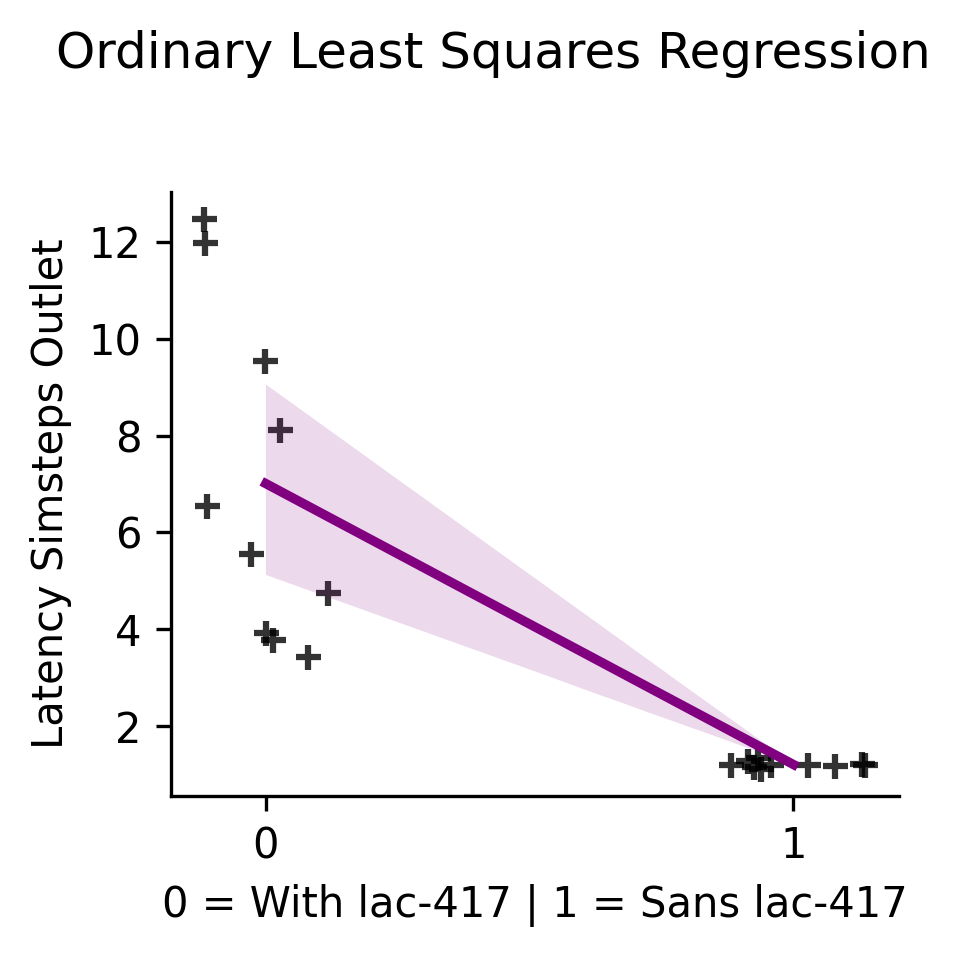 Ordinary Least Squares Regression
Latency Simsteps Outlet
12
10
8
6
4
2
0
1
0 = With lac-417 | 1 = Sans lac-417